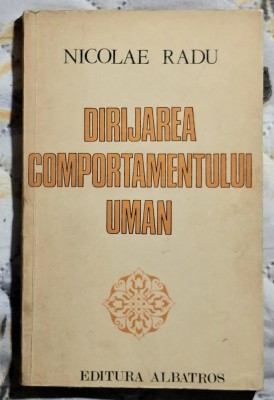 NICOLAE RADU
DIRIJAREA
COMPORTAMENTULUI
UMAN
EDITURA ALBATROS